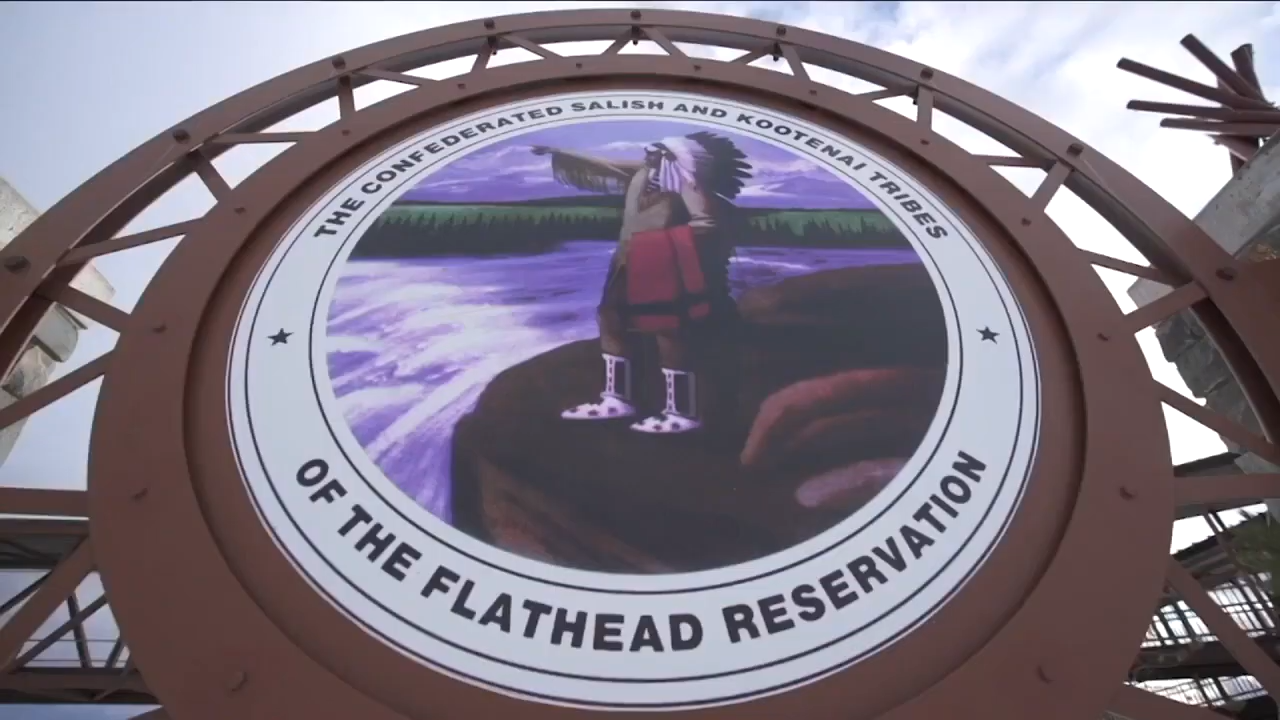 THE CONFEDERATED SALISH AND KOOTENAI TRIBES
OF THE FLATHEAD RESERVATION